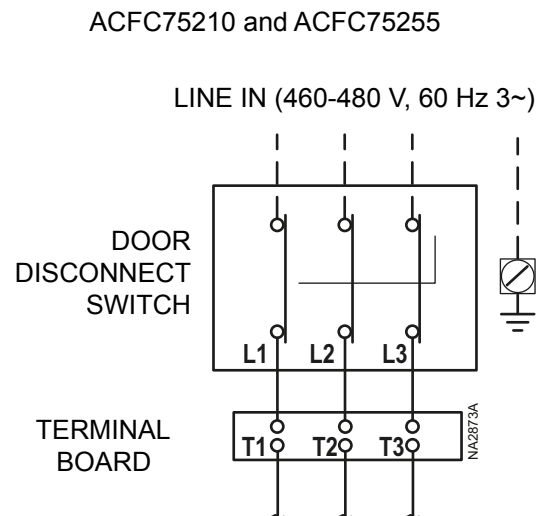 ACFC75210 and ACFC75255
LINE IN (460-480 V, 60 Hz 3~)
DOOR
DISCONNECT
SWITCH
L1 L2 L3
TERMINAL
BOARD
T1 T2 T3
NA2873A